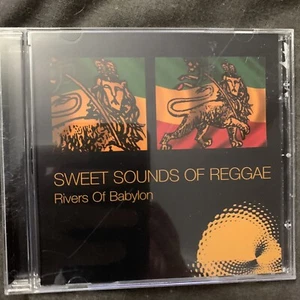 SWEET SOUNDS OF REGGAE
Rivers Of Babylon